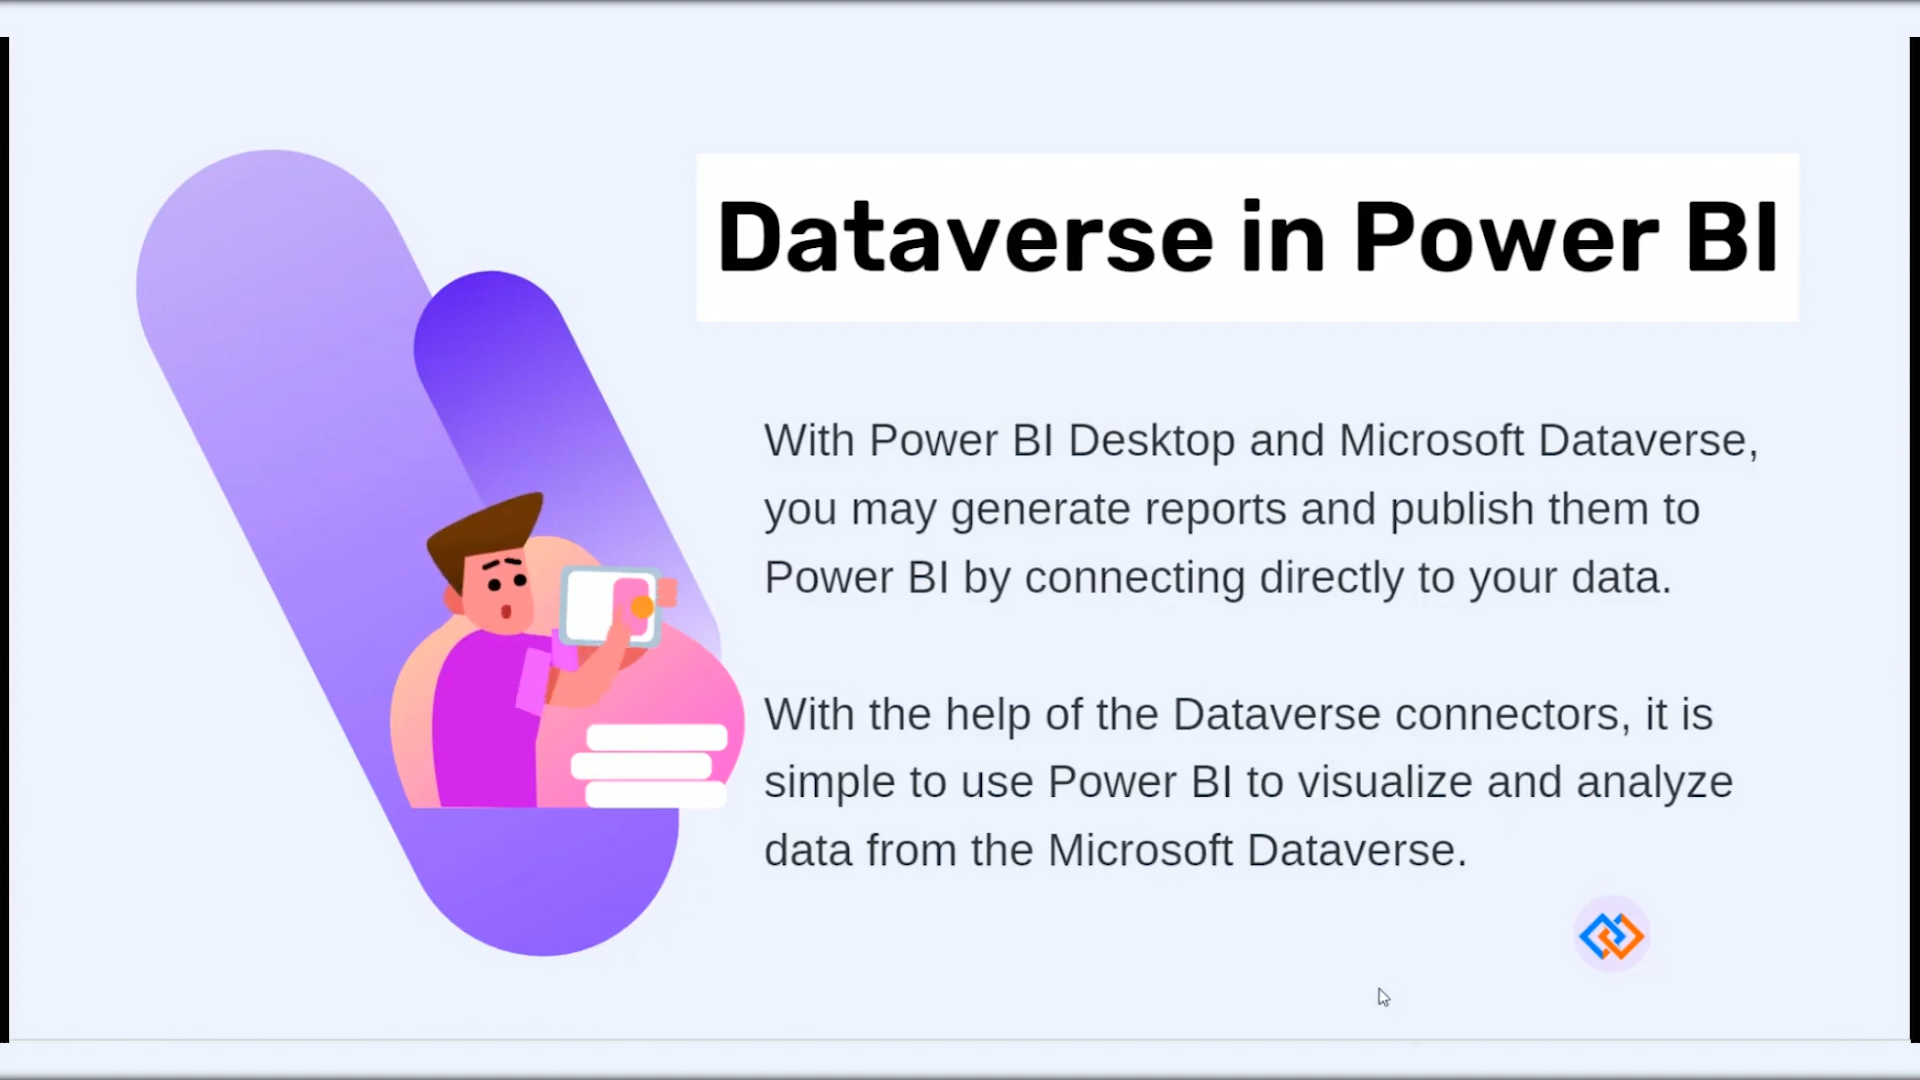 Dataverse in Power BI
With Power BI Desktop and Microsoft Dataverse,
you may generate reports and publish them to
Power BI by connecting directly to your data.
With the help of the Dataverse connectors, it is
simple to use Power BI to visualize and analyze
data from the Microsoft Dataverse.